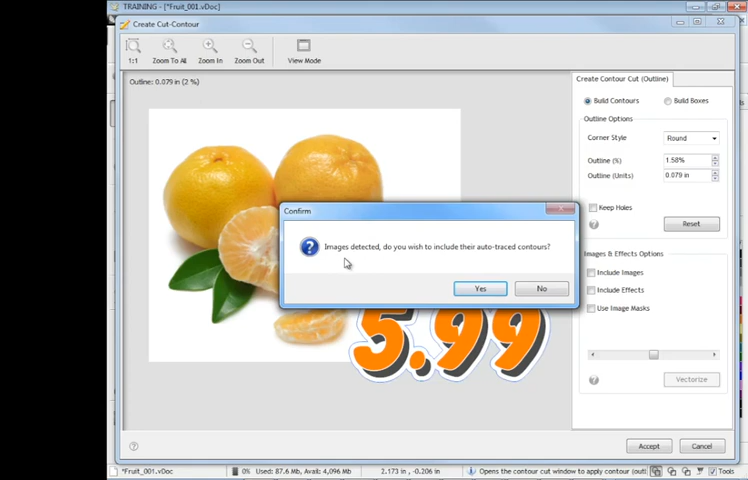 TRAINING - [*Fruit_001.vDoc]
Create Cut-Contour
1:1
Zoom To All
Zoom In
Zoom Out
View Mode
Outline: 0.079 in (2 %)
Create Contour Cut (Outline)
Build Contours
Build Boxes
Outline Options
Corner Style
Round
Outline (%)
1.58%
Outline (Units)
0.079 in
Keep Holes
Reset
Confirm
Images detected, do you wish to include their auto-traced contours?
Yes
No
Images & Effects Options
Include Images
Include Effects
Use Image Masks
5.99
Vectorize
Accept
Cancel
*Fruit_001.vDoc
0%
Used: 87.6 Mb, Avail: 4,096 Mb
2.173 in , -0.206 in
Opens the contour cut window to apply contour (outl
Tools